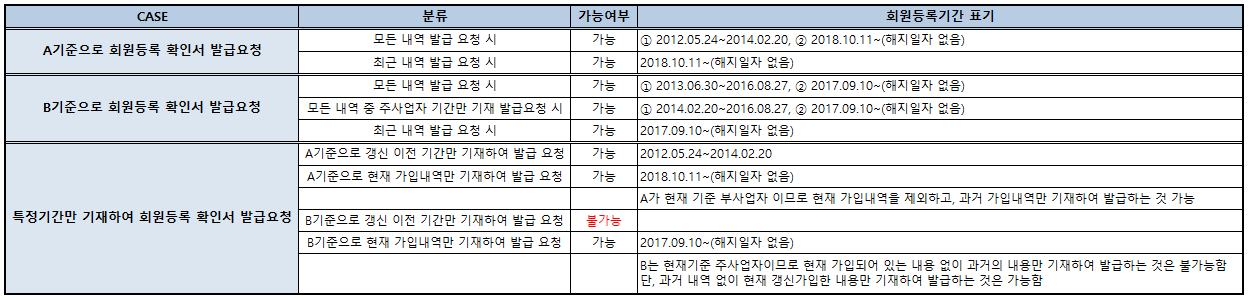 CASE 분류 가능여부 회원등록기간 표기
A기준으로 회원등록 확인서 발급요청
모든 내역 발급 요청 시 가능 ① 2012.05.24~2014.02.20, ② 2018.10.11~(해지일자 없음)
최근 내역 발급 요청 시 가능 2018.10.11~(해지일자 없음)
B기준으로 회원등록 확인서 발급요청
모든 내역 발급 요청 시 가능 ① 2013.06.30~2016.08.27, ② 2017.09.10~(해지일자 없음)
모든 내역 중 주사업자 기간만 기재 발급요청 시 가능 ① 2014.02.20~2016.08.27, ② 2017.09.10~(해지일자 없음)
최근 내역 발급 요청 시 가능 2017.09.10~(해지일자 없음)
특정기간만 기재하여 회원등록 확인서 발급요청
A기준으로 갱신 이전 기간만 기재하여 발급 요청 가능 2012.05.24~2014.02.20
A기준으로 현재 가입내역만 기재하여 발급 요청 가능 2018.10.11~(해지일자 없음)
A가 현재 기준 부사업자 이므로 현재 가입내역을 제외하고, 과거 가입내역만 기재하여 발급하는 것 가능
B기준으로 갱신 이전 기간만 기재하여 발급 요청 불가능
B기준으로 현재 가입내역만 기재하여 발급 요청 가능 2017.09.10~(해지일자 없음)
B는 현재기준 주사업자이므로 현재 가입되어 있는 내용 없이 과거의 내용만 기재하여 발급하는 것은 불가능함
단, 과거 내역 없이 현재 갱신가입한 내용만 기재하여 발급하는 것은 가능함